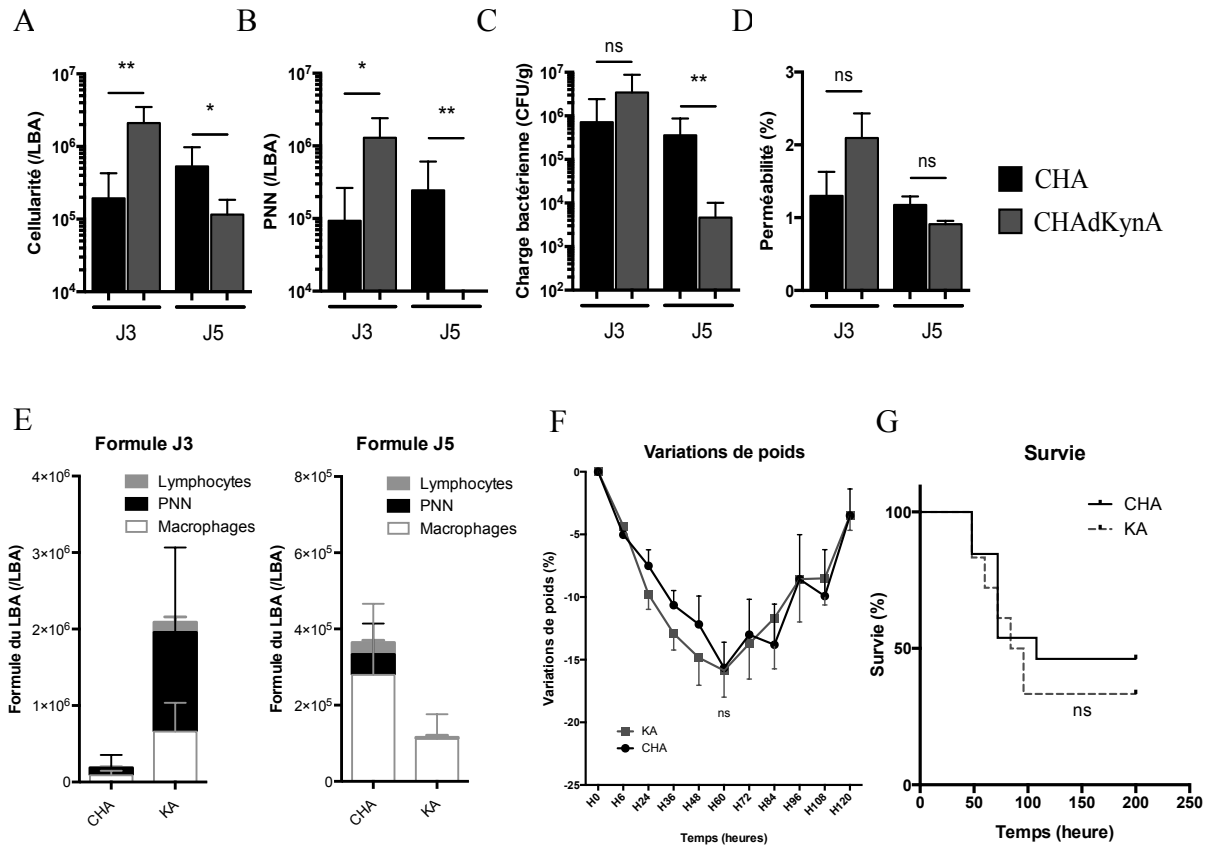 A
B
C
D
Cellularité (/LBA)
10⁷
10⁶
10⁵
10⁴
**
*
J3
J5
PNN (/LBA)
10⁷
10⁶
10⁵
10⁴
*
**
J3
J5
Charge bactérienne (CFU/g)
10⁷
10⁶
10⁵
10⁴
10³
10²
ns
**
J3
J5
Perméabilité (%)
3
2
1
0
ns
ns
J3
J5
CHA
CHAdKynA
E
Formule J3
Formule du LBA (/LBA)
4×10⁶
3×10⁶
2×10⁶
1×10⁶
0
Lymphocytes
PNN
Macrophages
CHA
KA
Formule J5
Formule du LBA (/LBA)
8×10⁵
6×10⁵
4×10⁵
2×10⁵
0
Lymphocytes
PNN
Macrophages
CHA
KA
F
Variations de poids
Variations de poids (%)
0
-5
-10
-15
-20
-25
ns
KA
CHA
H0
H6
H24
H36
H48
H60
H72
H84
H96
H108
H120
Temps (heures)
G
Survie
Survie (%)
100
50
0
CHA
KA
ns
0
50
100
150
200
250
Temps (heure)